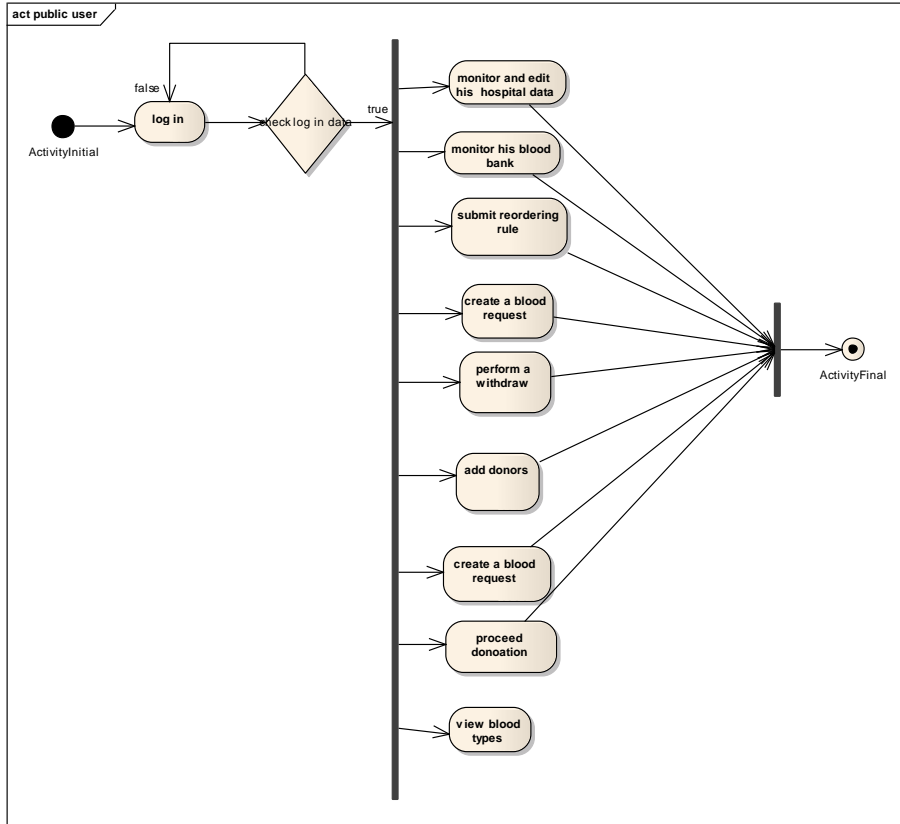 act public user
false
log in
check log in data
true
ActivityInitial
monitor and edit
his hospital data
monitor his blood
bank
submit reordering
rule
create a blood
request
perform a
withdraw
add donors
create a blood
request
proceed
donoation
view blood
types
ActivityFinal